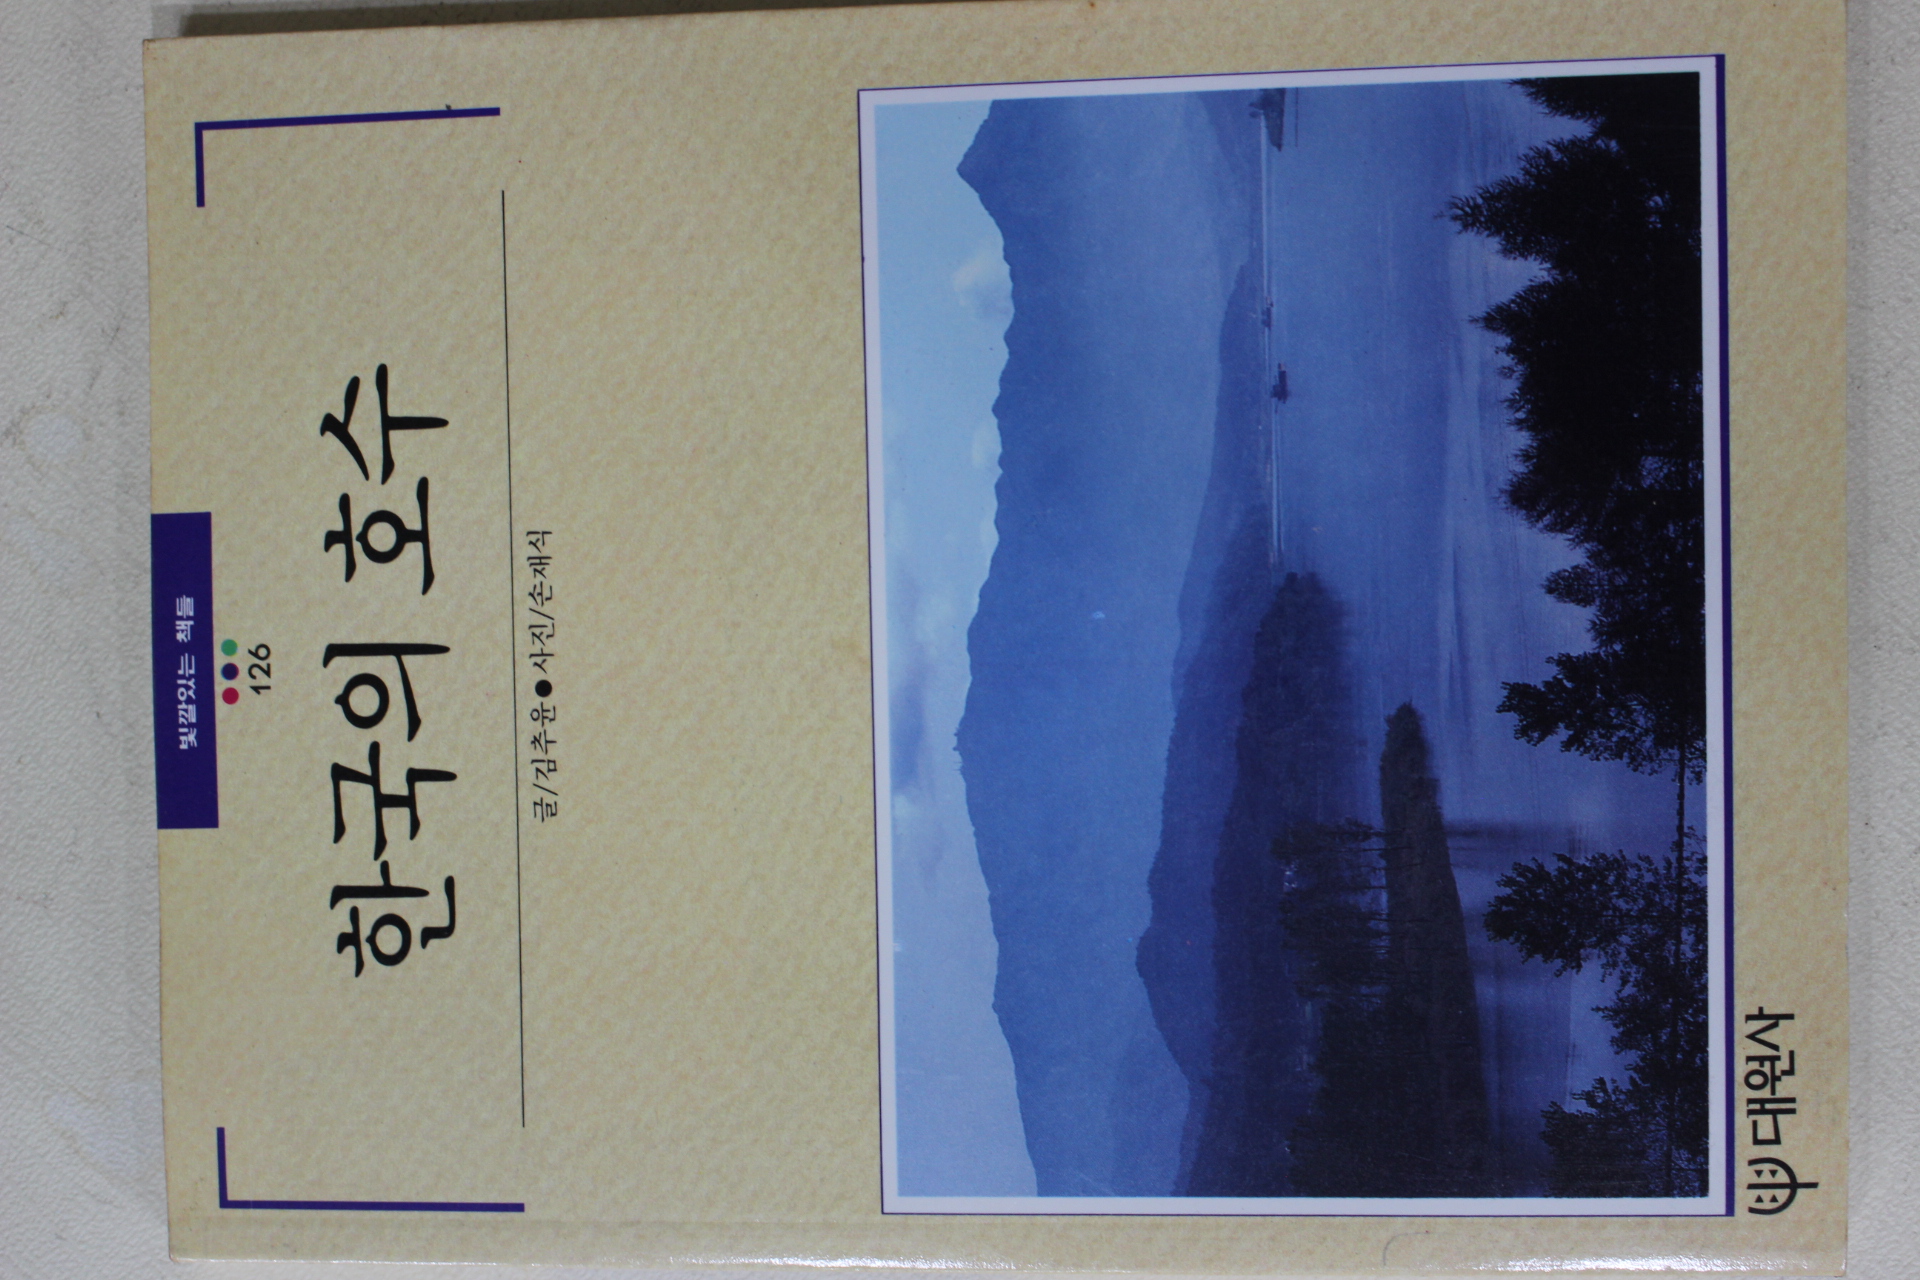 빛깔있는 책들
126
한국의 호수
글/김추윤●사진/손재식
대원사